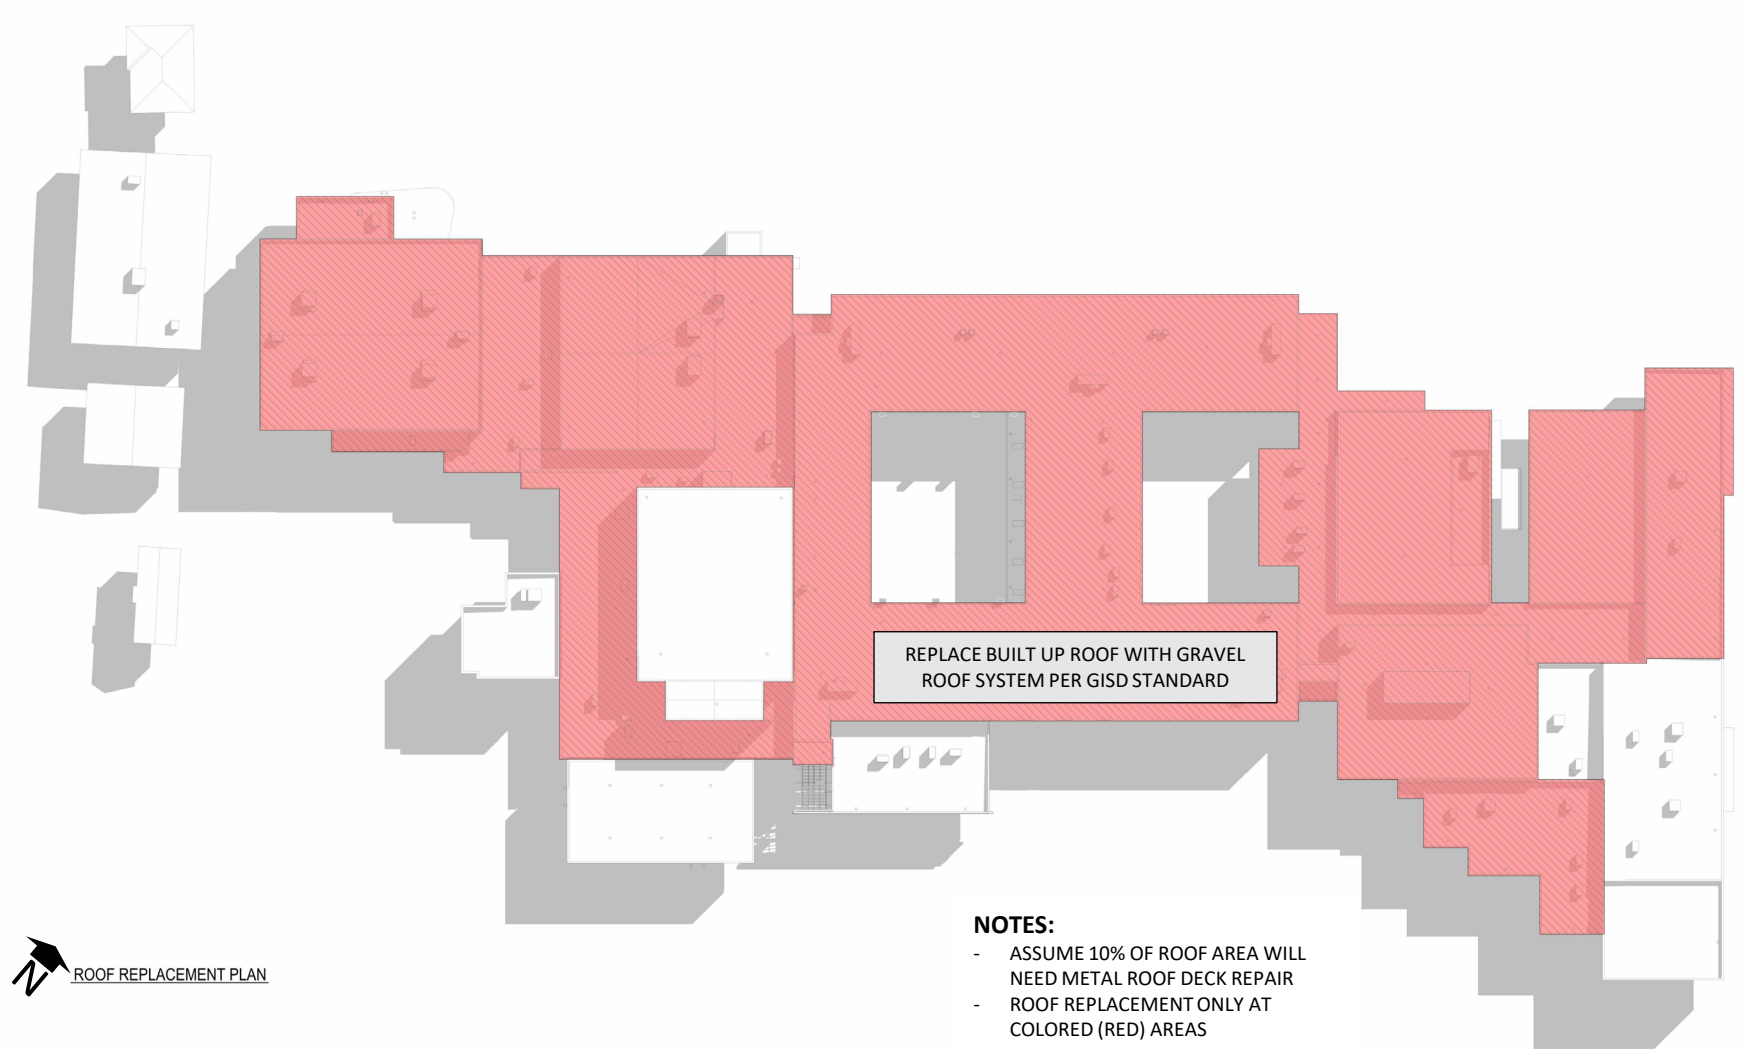 REPLACE BUILT UP ROOF WITH GRAVEL
ROOF SYSTEM PER GISD STANDARD
NOTES:
- ASSUME 10% OF ROOF AREA WILL
NEED METAL ROOF DECK REPAIR
- ROOF REPLACEMENT ONLY AT
COLORED (RED) AREAS
N
ROOF REPLACEMENT PLAN